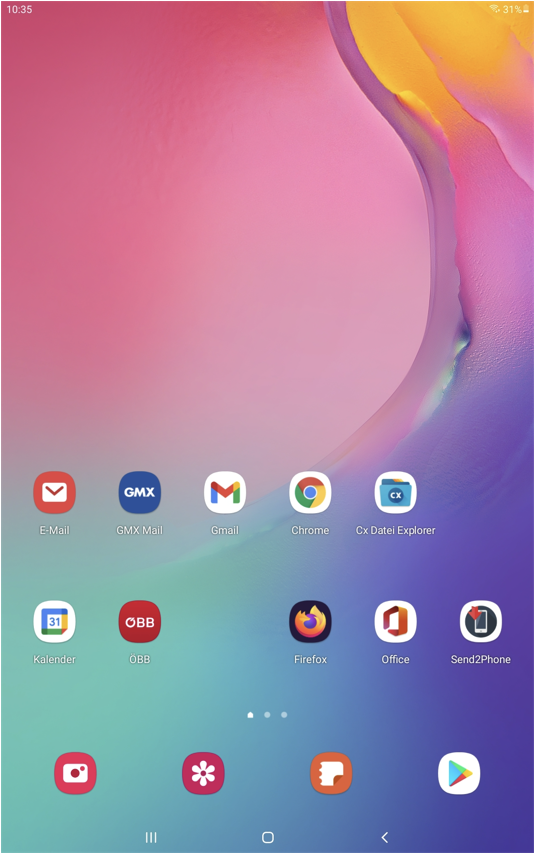 10:35
31%
GMX
CX
E-Mail
GMX Mail
Gmail
Chrome
Cx Datei Explorer
31
ÖBB
Kalender
ÖBB
Firefox
Office
Send2Phone